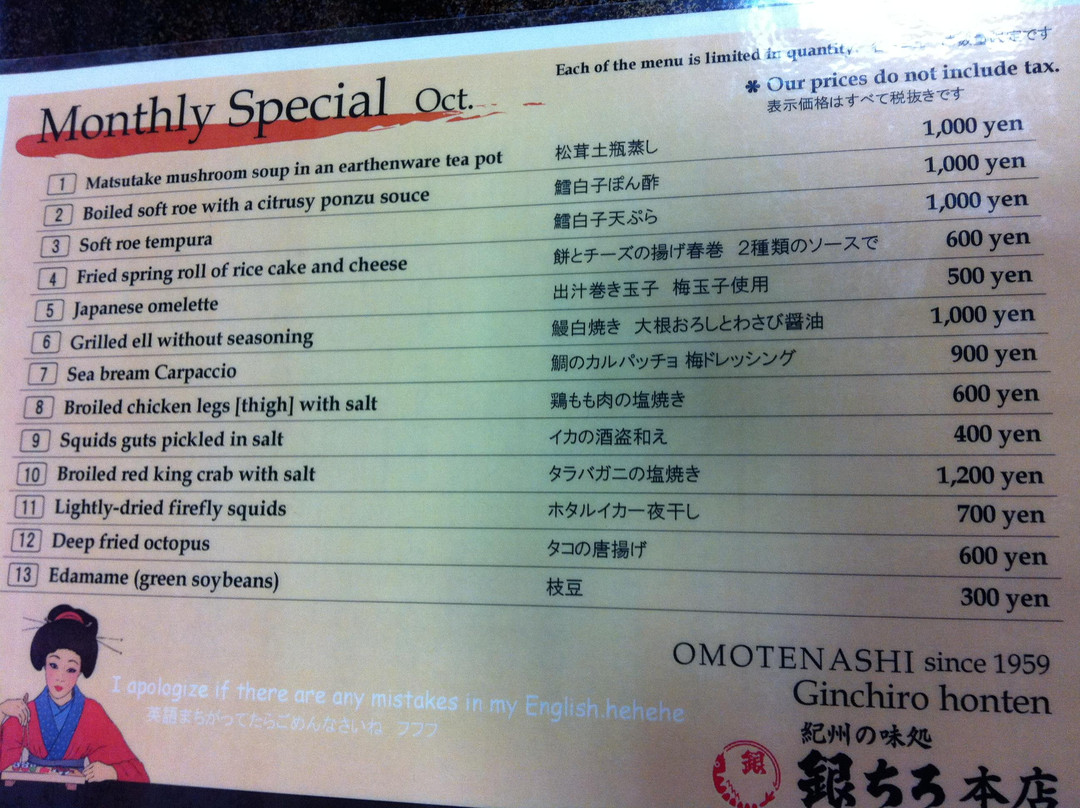 Each of the menu is limited in quantity.
Monthly Special Oct.
* Our prices do not include tax.
表示価格はすべて税抜きです
1 Matsutake mushroom soup in an earthenware tea pot 松茸土瓶蒸し 1,000 yen
2 Boiled soft roe with a citrusy ponzu souce 鱈白子ぽん酢 1,000 yen
3 Soft roe tempura 鱈白子天ぷら 1,000 yen
4 Fried spring roll of rice cake and cheese 餅とチーズの揚げ春巻 2種類のソースで 600 yen
5 Japanese omelette 出汁巻き玉子 梅玉子使用 500 yen
6 Grilled ell without seasoning 鰻白焼き 大根おろしとわさび醤油 1,000 yen
7 Sea bream Carpaccio 鯛のカルパッチョ 梅ドレッシング 900 yen
8 Broiled chicken legs [thigh] with salt 鶏もも肉の塩焼き 600 yen
9 Squids guts pickled in salt イカの酒盗和え 400 yen
10 Broiled red king crab with salt タラバガニの塩焼き 1,200 yen
11 Lightly-dried firefly squids ホタルイカ一夜干し 700 yen
12 Deep fried octopus タコの唐揚げ 600 yen
13 Edamame (green soybeans) 枝豆 300 yen
I apologize if there are any mistakes in my English.hehehe
英語まちがってたらごめんなさいね フフフ
OMOTENASHI since 1959
Ginchiro honten
紀州の味処
銀
銀ちろ 本店